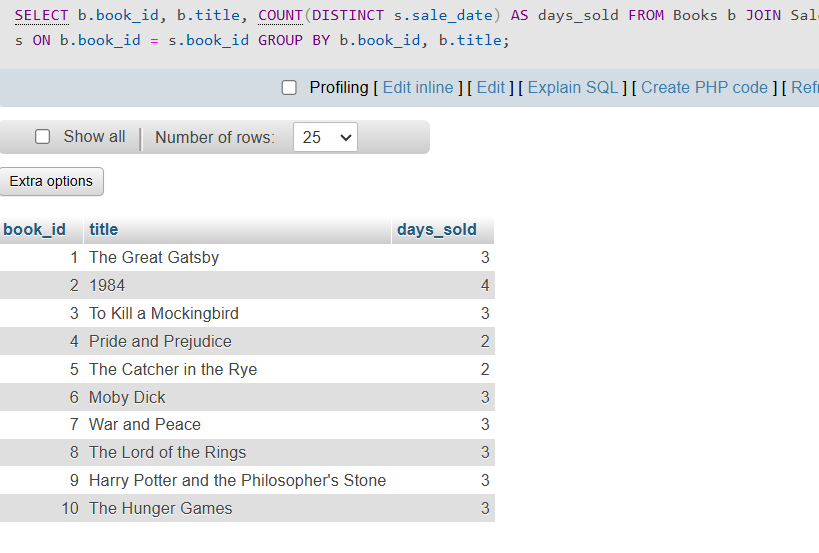 SELECT b.book_id, b.title, COUNT(DISTINCT s.sale_date) AS days_sold FROM Books b JOIN Sal
s ON b.book_id = s.book_id GROUP BY b.book_id, b.title;
Profiling [ Edit inline ] [ Edit ] [ Explain SQL ] [ Create PHP code ] [ Refr
Show all Number of rows: 25
Extra options
book_id title days_sold
1 The Great Gatsby 3
2 1984 4
3 To Kill a Mockingbird 3
4 Pride and Prejudice 2
5 The Catcher in the Rye 2
6 Moby Dick 3
7 War and Peace 3
8 The Lord of the Rings 3
9 Harry Potter and the Philosopher's Stone 3
10 The Hunger Games 3